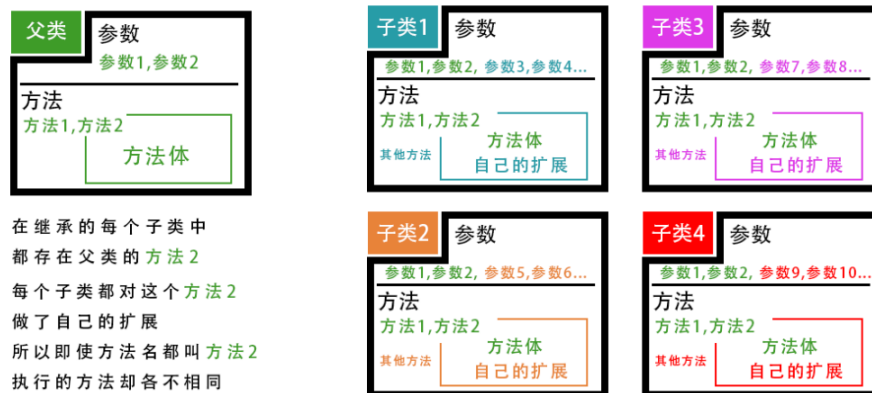 父类
参数
参数1,参数2
方法
方法1,方法2
方法体
在继承的每个子类中
都存在父类的方法2
每个子类都对这个方法2
做了自己的扩展
所以即使方法名都叫方法2
执行的方法却各不相同
子类1
参数
参数1,参数2, 参数3,参数4...
方法
方法1,方法2
方法体
其他方法
自己的扩展
子类3
参数
参数1,参数2, 参数7,参数8...
方法
方法1,方法2
方法体
其他方法
自己的扩展
子类2
参数
参数1,参数2, 参数5,参数6...
方法
方法1,方法2
方法体
其他方法
自己的扩展
子类4
参数
参数1,参数2, 参数9,参数10...
方法
方法1,方法2
方法体
其他方法
自己的扩展